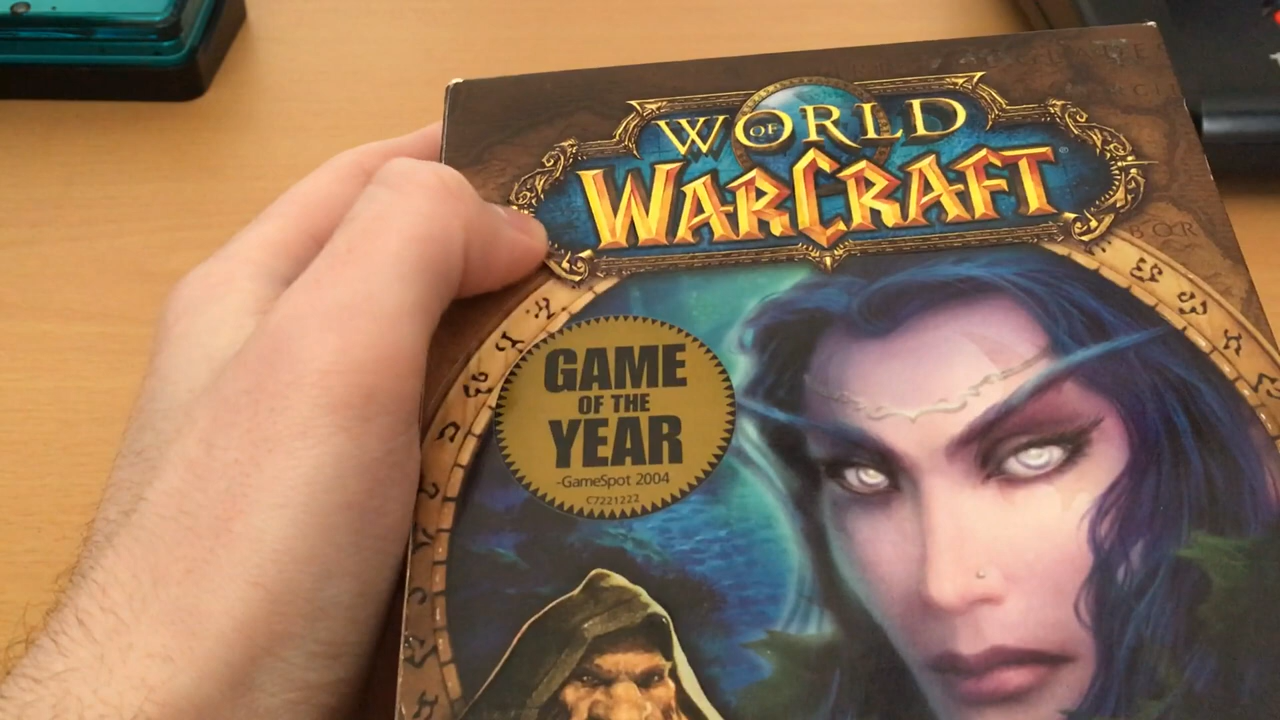 WORLD
OF
WARCRAFT®
GAME
OF THE
YEAR
-GameSpot 2004
C7221222